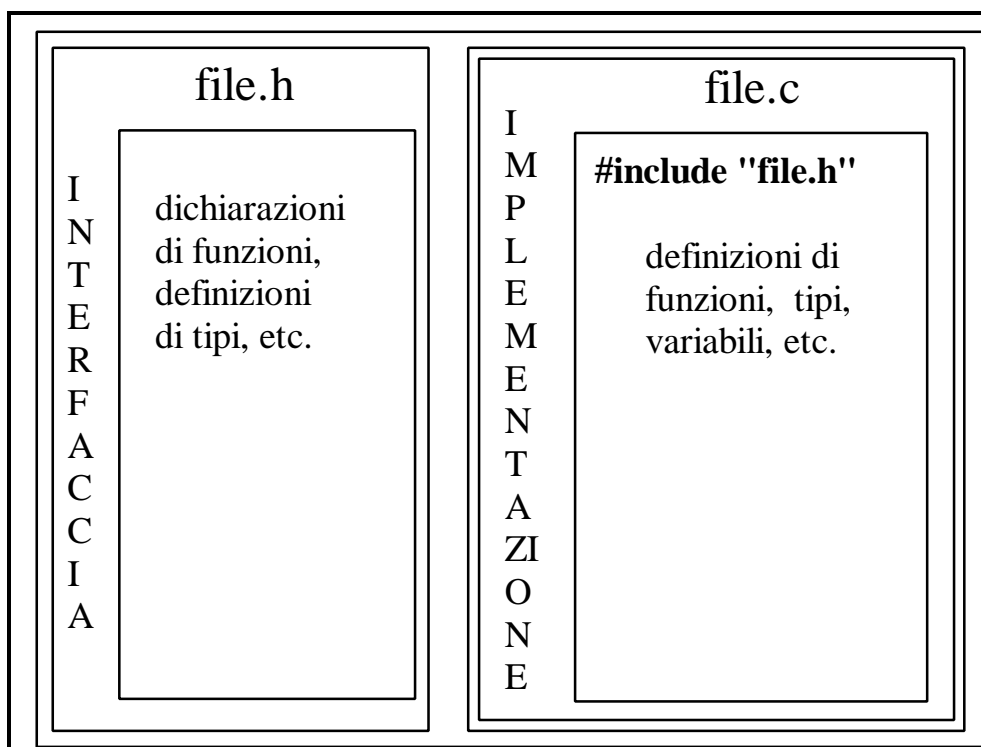 file.h
I
N
T
E
R
F
A
C
C
I
A
dichiarazioni
di funzioni,
definizioni
di tipi, etc.
file.c
I
M
P
L
E
M
E
N
T
A
ZI
O
N
E
#include "file.h"
definizioni di
funzioni, tipi,
variabili, etc.